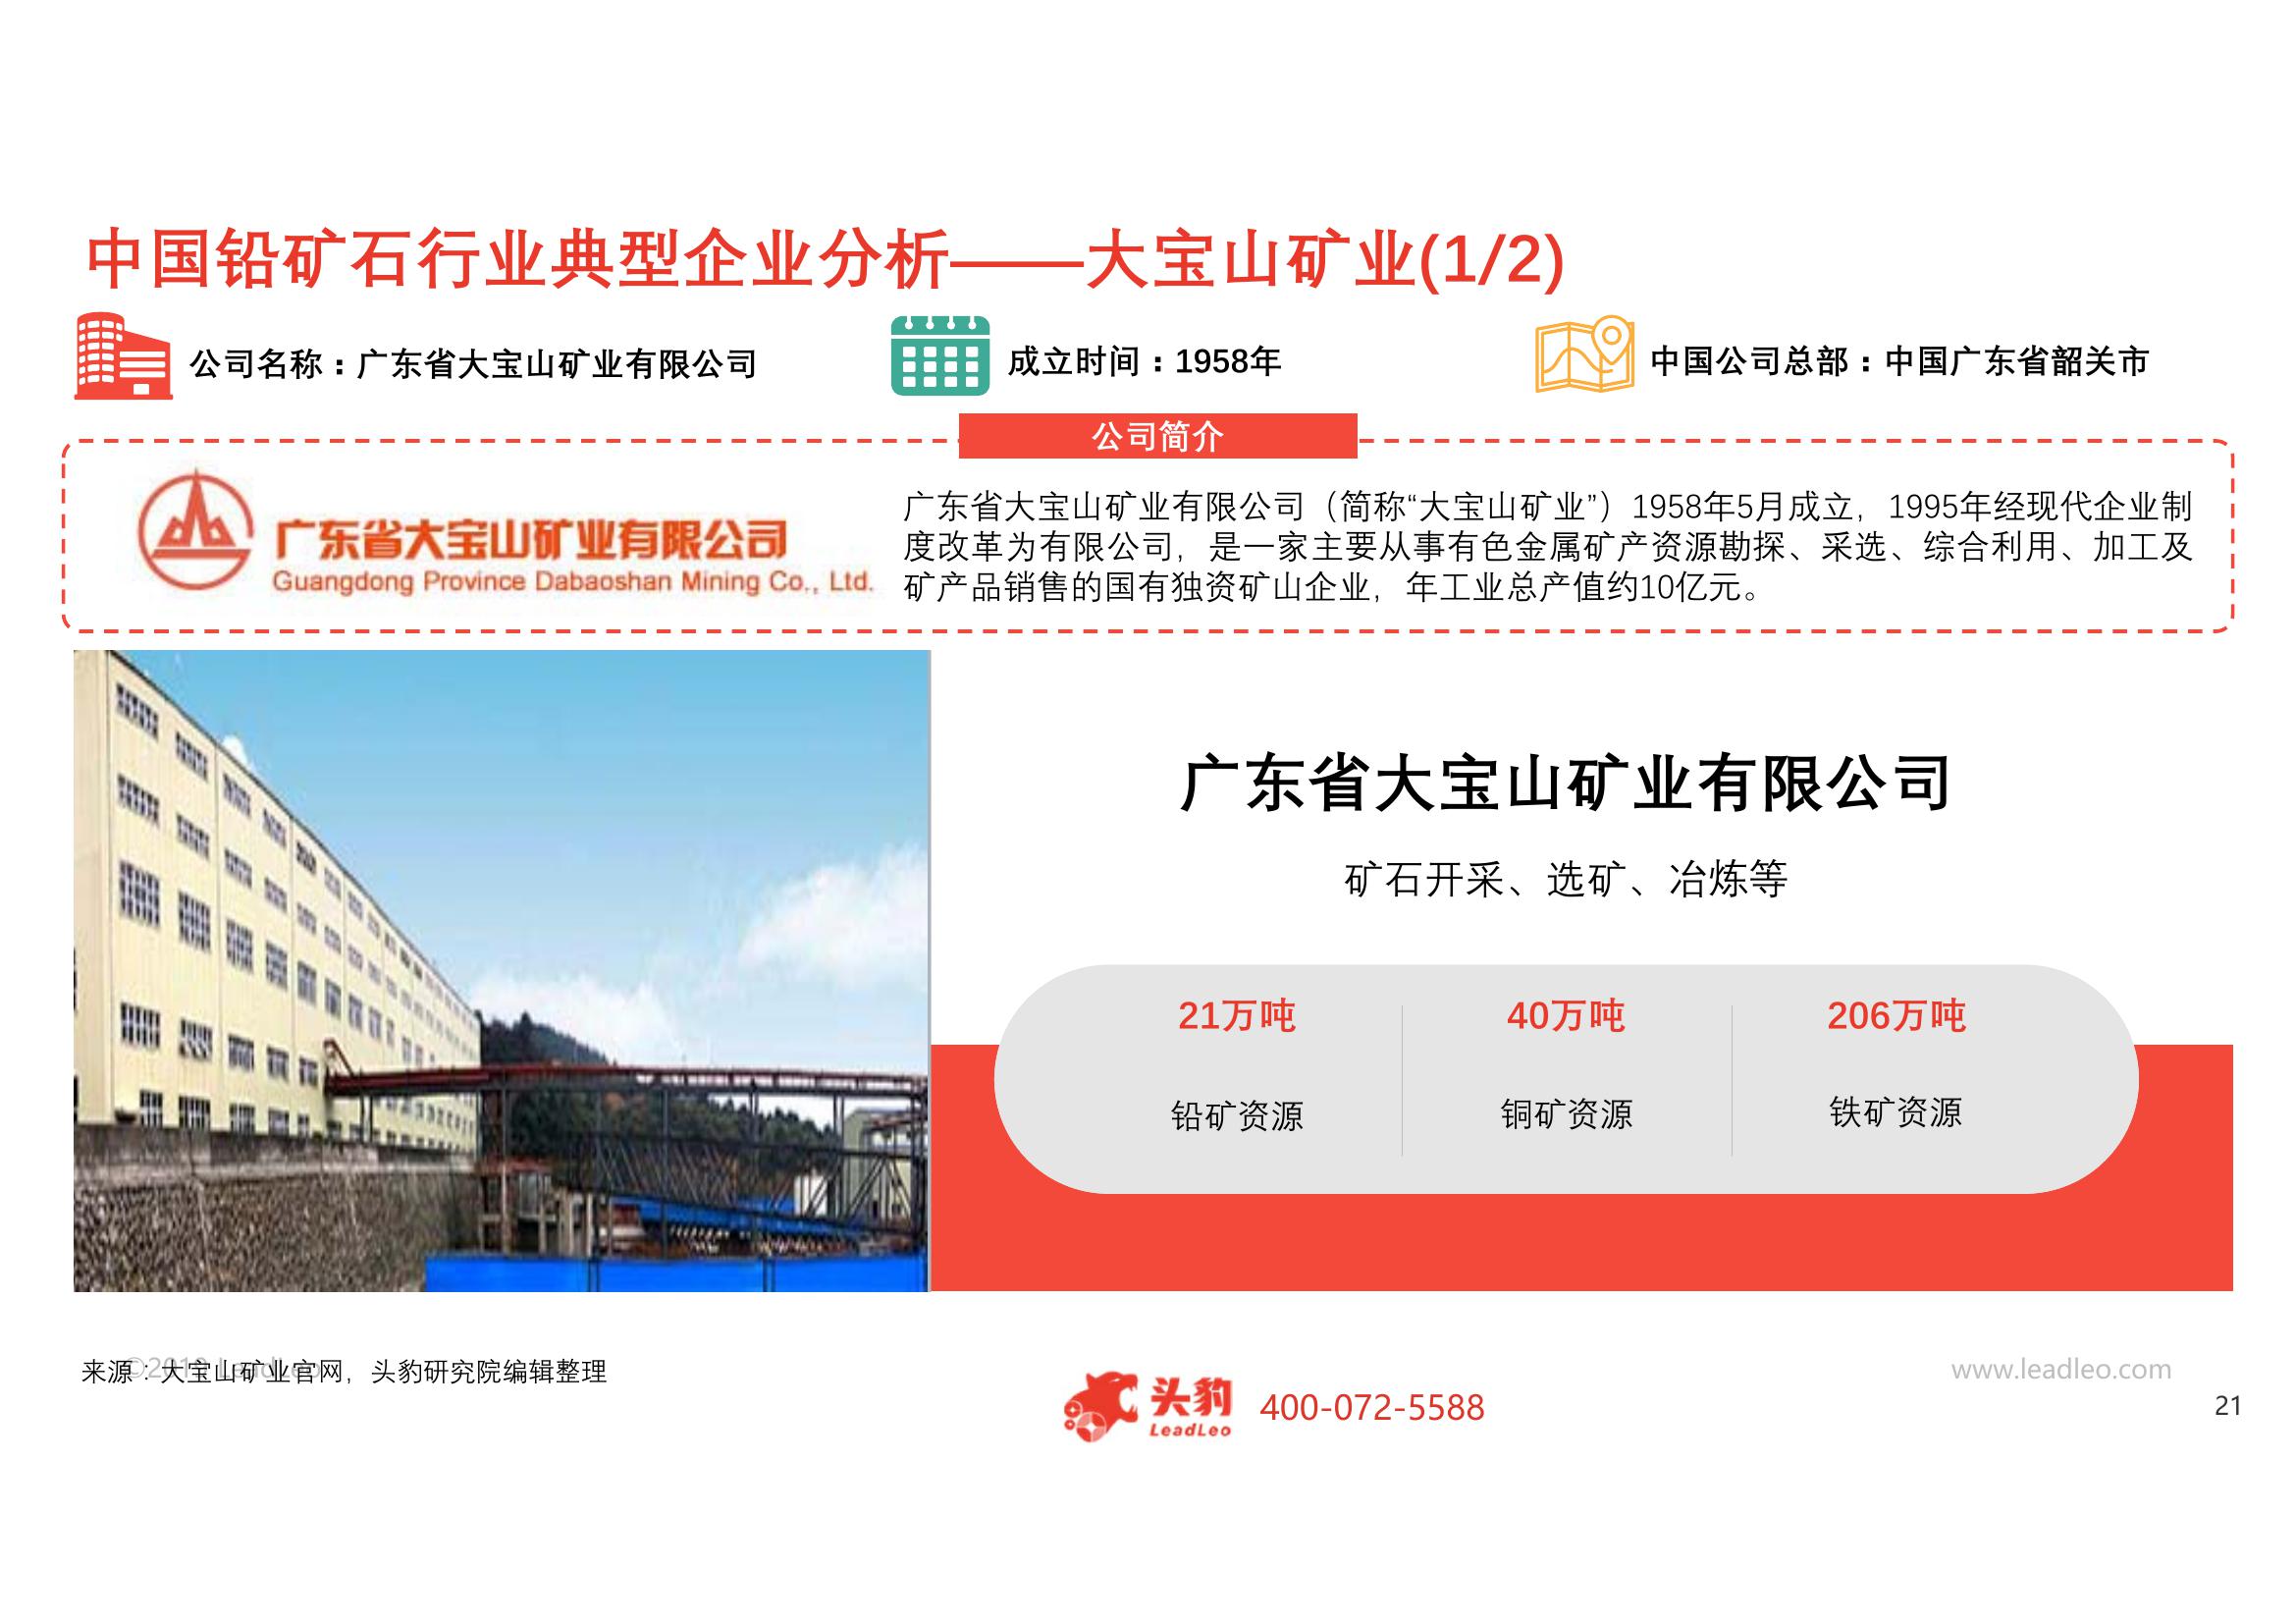 中国铅矿石行业典型企业分析——大宝山矿业(1/2)
公司名称：广东省大宝山矿业有限公司
成立时间：1958年
中国公司总部：中国广东省韶关市
公司简介
广东省大宝山矿业有限公司
Guangdong Province Dabaoshan Mining Co., Ltd.
广东省大宝山矿业有限公司（简称“大宝山矿业”）1958年5月成立，1995年经现代企业制
度改革为有限公司，是一家主要从事有色金属矿产资源勘探、采选、综合利用、加工及
矿产品销售的国有独资矿山企业，年工业总产值约10亿元。
广东省大宝山矿业有限公司
矿石开采、选矿、冶炼等
21万吨
铅矿资源
40万吨
铜矿资源
206万吨
铁矿资源
来源：大宝山矿业官网，头豹研究院编辑整理
头豹
LeadLeo
400-072-5588
www.leadleo.com
21